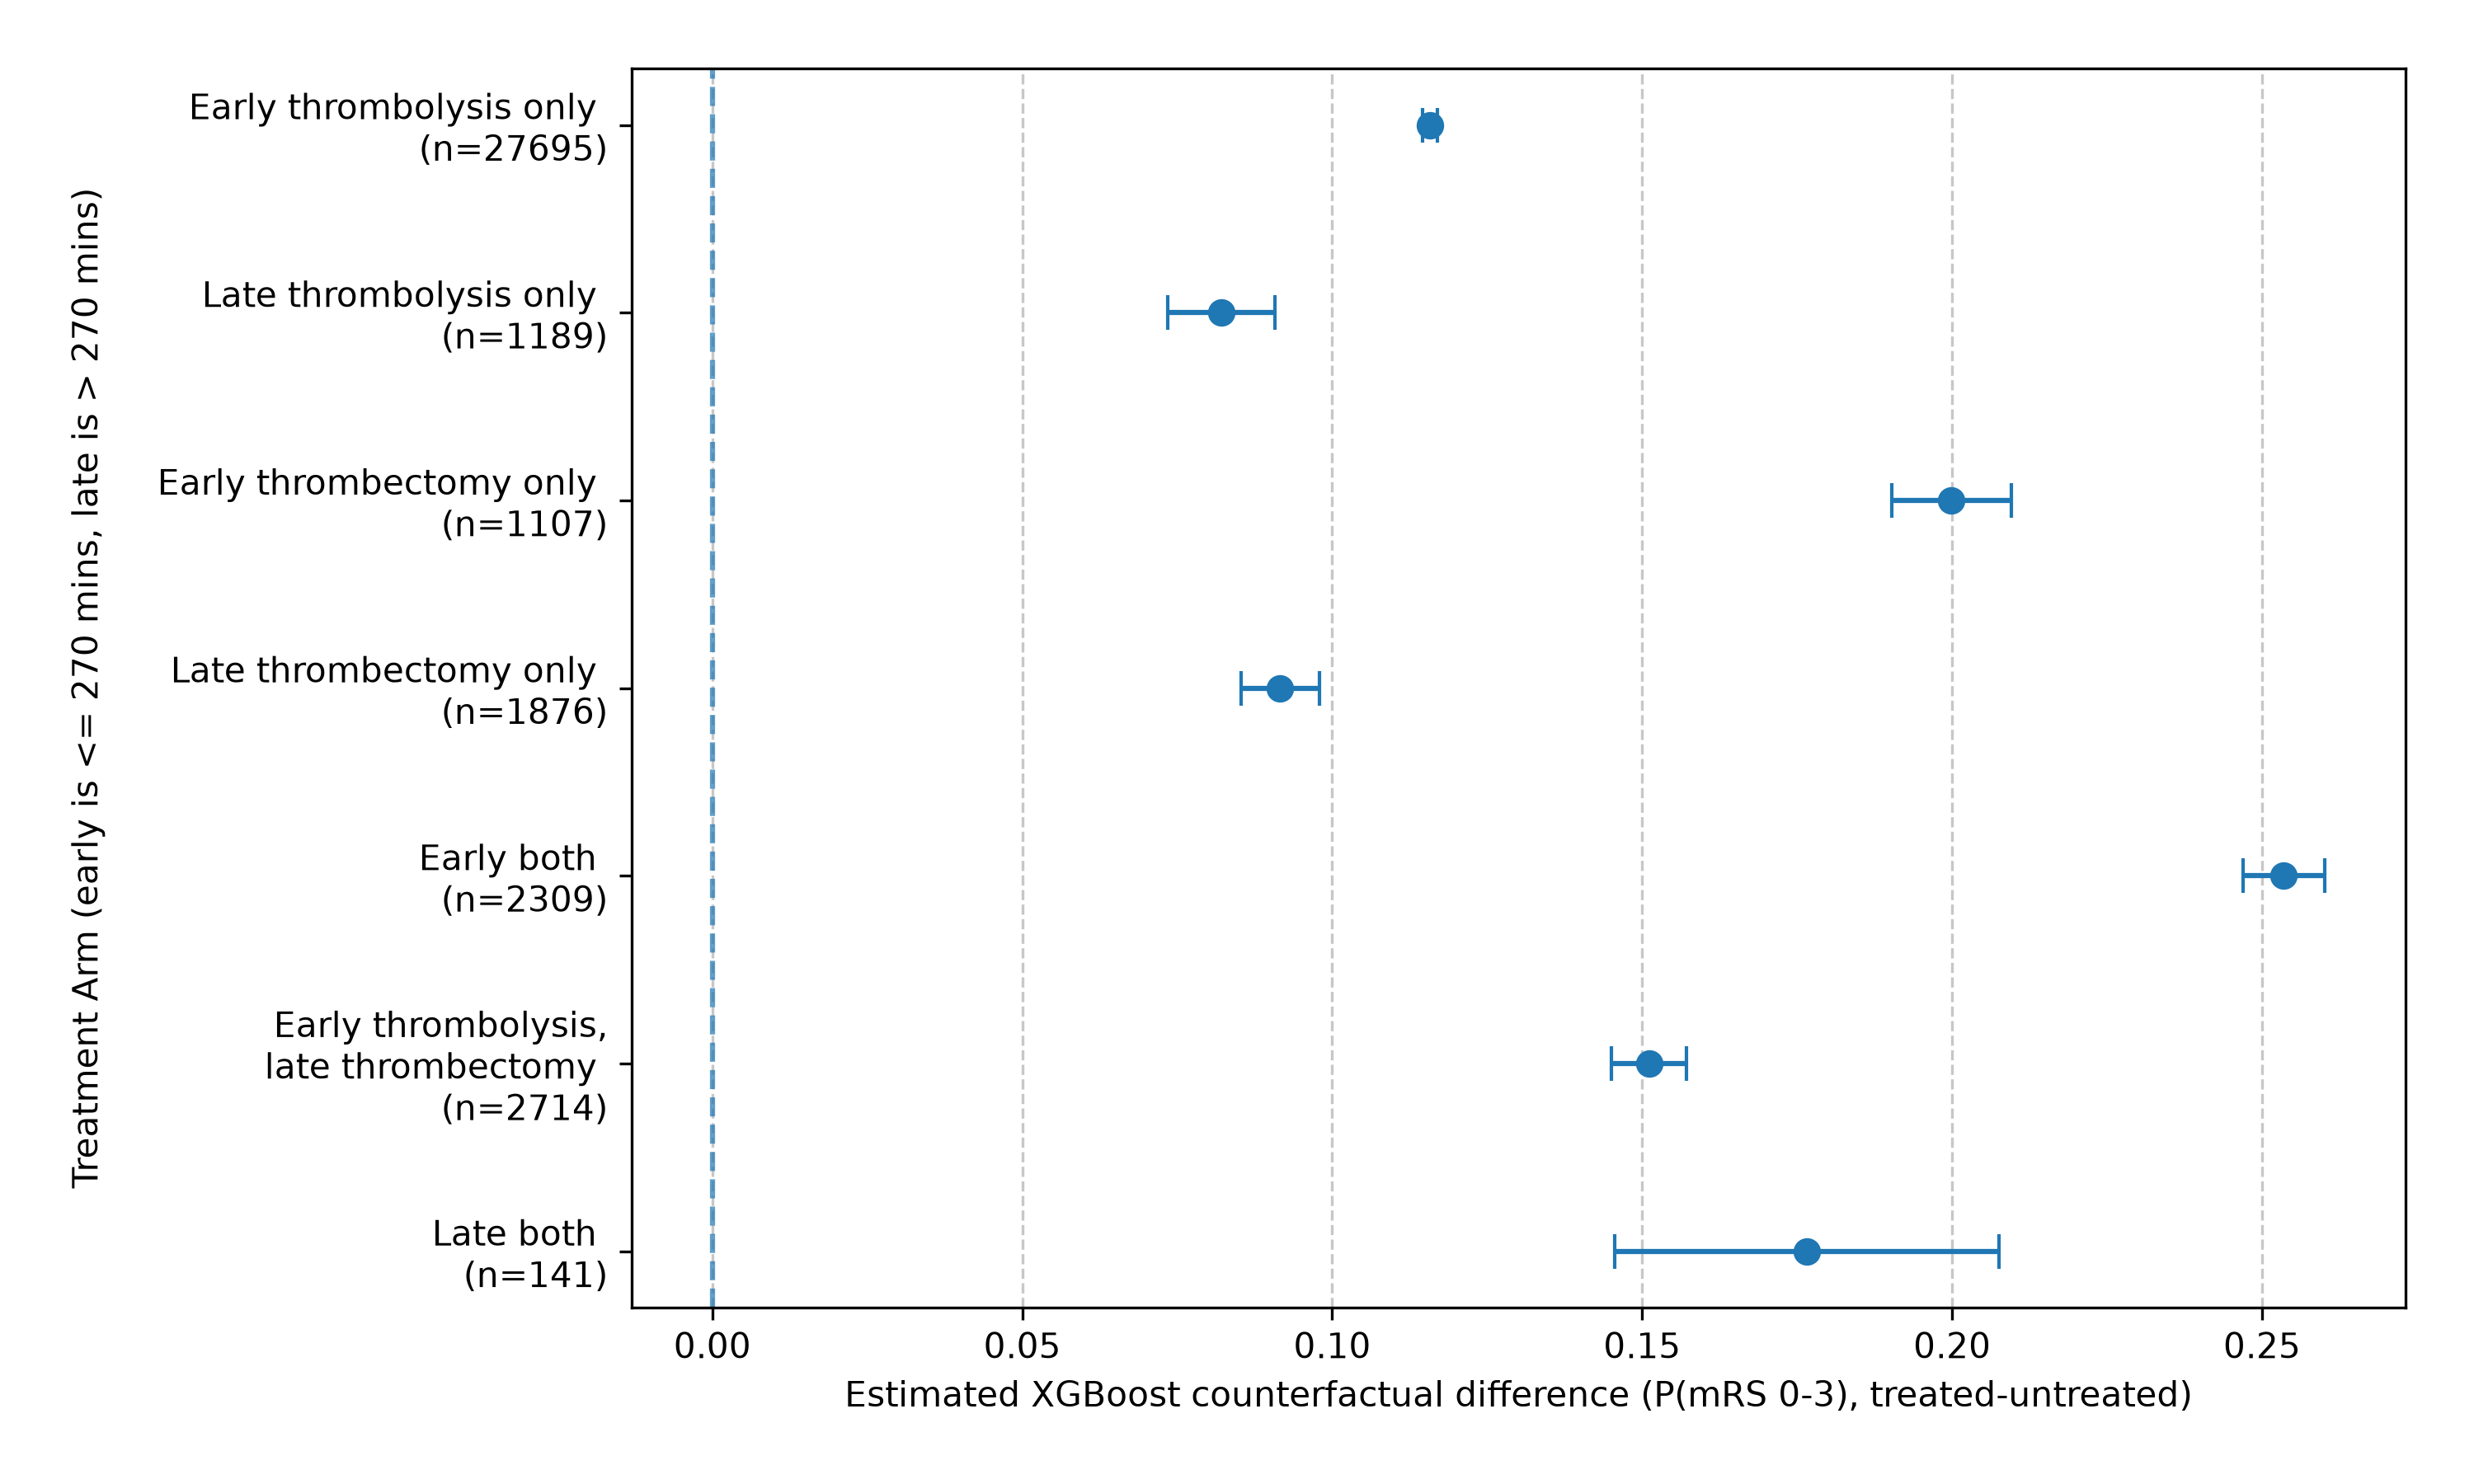 Treatment Arm (early is <= 270 mins, late is > 270 mins)
Early thrombolysis only
(n=27695)
Late thrombolysis only
(n=1189)
Early thrombectomy only
(n=1107)
Late thrombectomy only
(n=1876)
Early both
(n=2309)
Early thrombolysis,
late thrombectomy
(n=2714)
Late both
(n=141)
0.00 0.05 0.10 0.15 0.20 0.25
Estimated XGBoost counterfactual difference (P(mRS 0-3), treated-untreated)